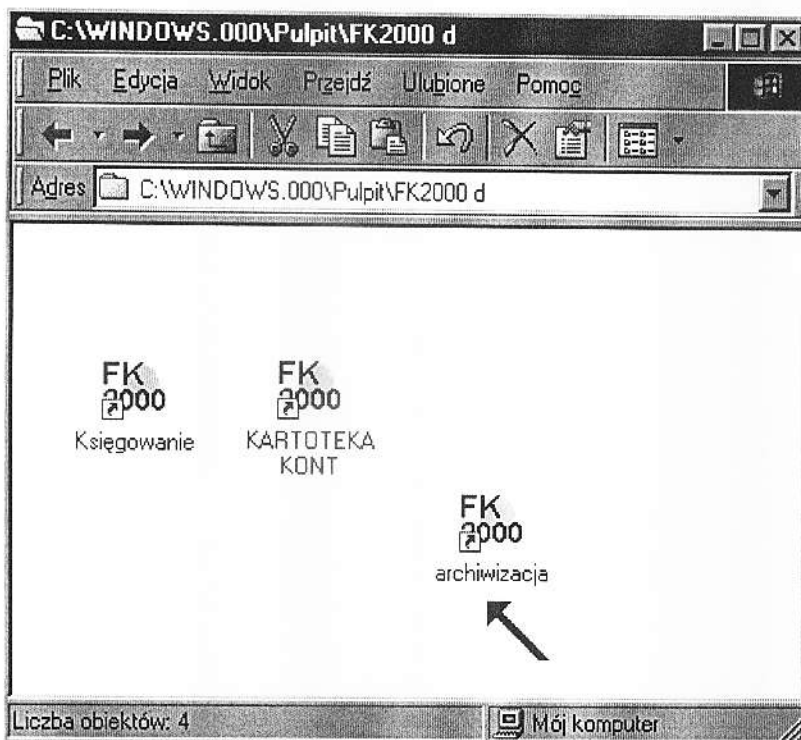 C:\WINDOWS.000\Pulpit\FK2000 d
Plik Edycja Widok Przejdź Ulubione Pomoc
Adres C:\WINDOWS.000\Pulpit\FK2000 d
FK
2000
Księgowanie
FK
2000
KARTOTEKA
KONT
FK
2000
archiwizacja
Liczba obiektów: 4 Mój komputer